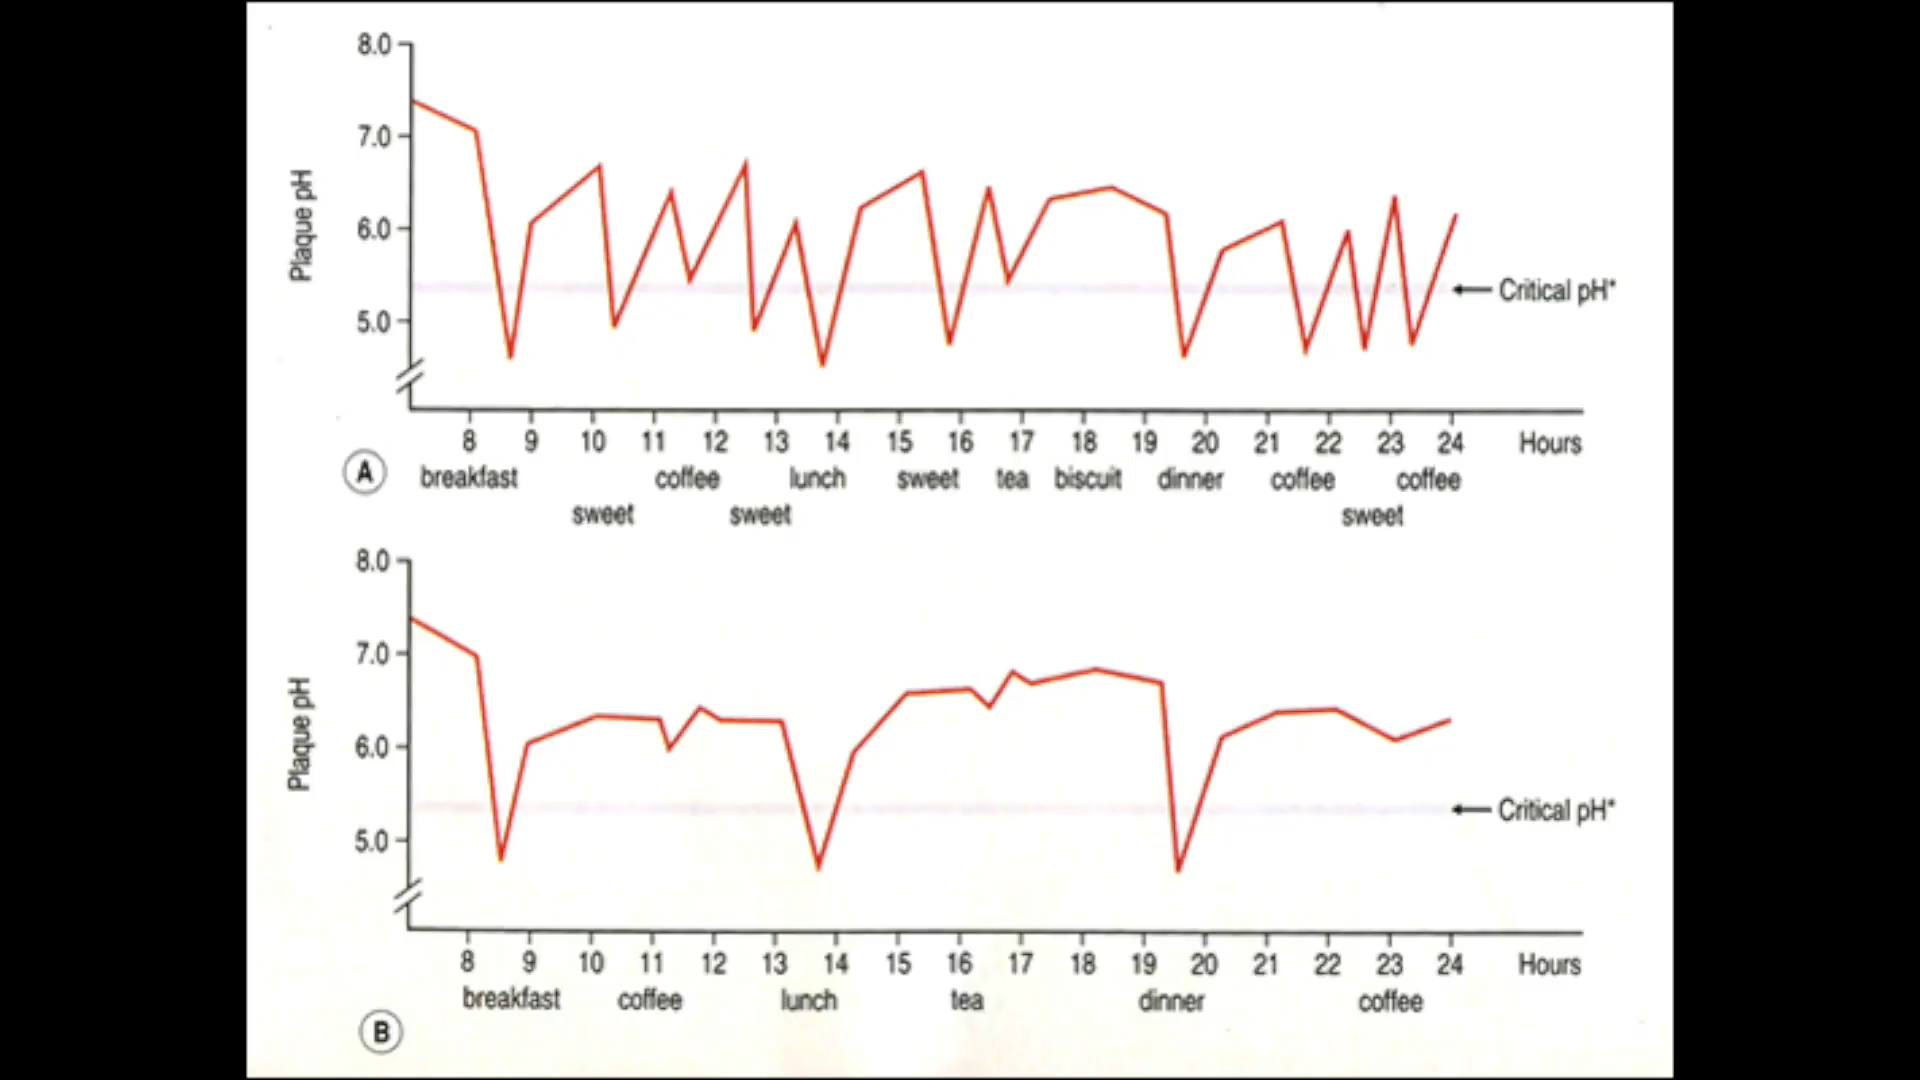 8.0
7.0
6.0
5.0
Plaque pH
Critical pH*
8 9 10 11 12 13 14 15 16 17 18 19 20 21 22 23 24 Hours
A
breakfast coffee lunch sweet tea biscuit dinner coffee coffee
sweet sweet sweet
8.0
7.0
6.0
5.0
Plaque pH
Critical pH*
8 9 10 11 12 13 14 15 16 17 18 19 20 21 22 23 24 Hours
breakfast coffee lunch tea dinner coffee
B